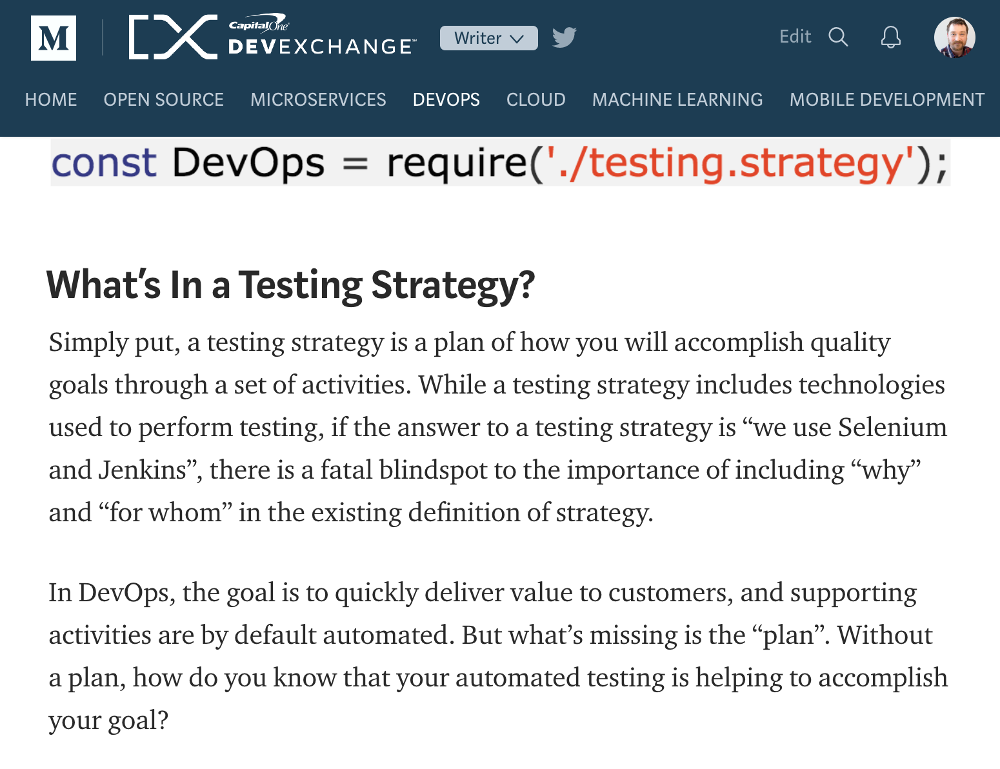 M
CapitalOne
DEVEXCHANGE℠
Writer
Edit
HOME OPEN SOURCE MICROSERVICES DEVOPS CLOUD MACHINE LEARNING MOBILE DEVELOPMENT
const DevOps = require('./testing.strategy');
What’s In a Testing Strategy?
Simply put, a testing strategy is a plan of how you will accomplish quality
goals through a set of activities. While a testing strategy includes technologies
used to perform testing, if the answer to a testing strategy is “we use Selenium
and Jenkins”, there is a fatal blindspot to the importance of including “why”
and “for whom” in the existing definition of strategy.
In DevOps, the goal is to quickly deliver value to customers, and supporting
activities are by default automated. But what’s missing is the “plan”. Without
a plan, how do you know that your automated testing is helping to accomplish
your goal?